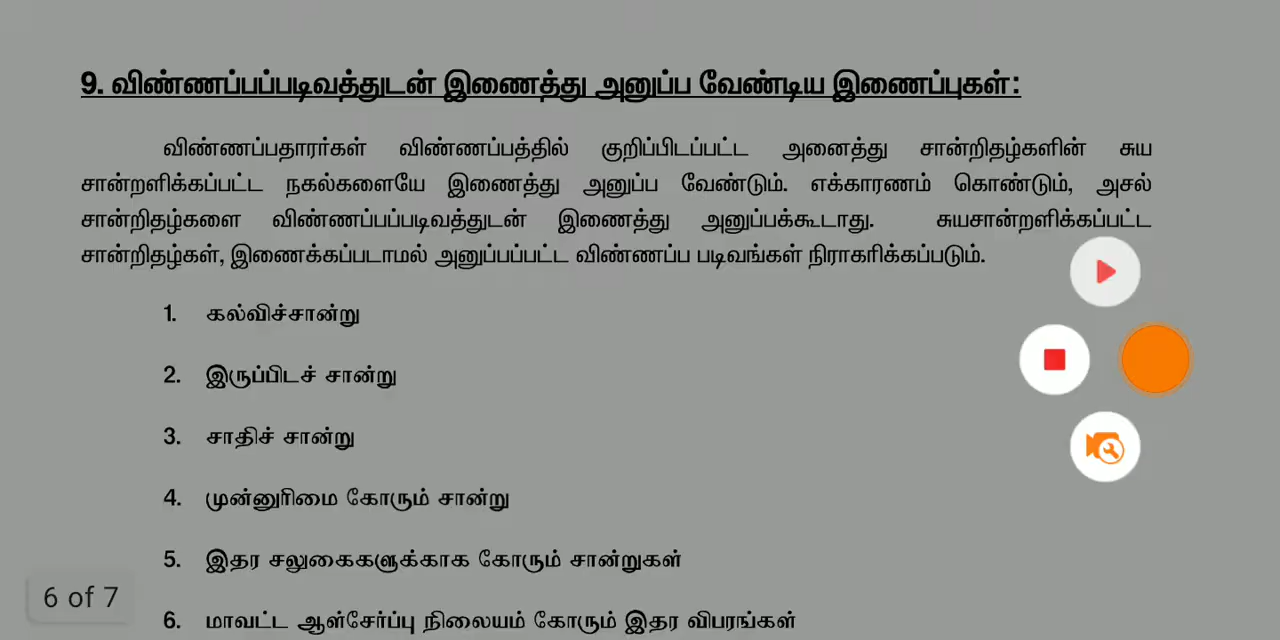 9. விண்ணப்பப்படிவத்துடன் இணைத்து அனுப்ப வேண்டிய இணைப்புகள்:
விண்ணப்பதாரர்கள் விண்ணப்பத்தில் குறிப்பிடப்பட்ட அனைத்து சான்றிதழ்களின் சுய
சான்றளிக்கப்பட்ட நகல்களையே இணைத்து அனுப்ப வேண்டும். எக்காரணம் கொண்டும், அசல்
சான்றிதழ்களை விண்ணப்பப்படிவத்துடன் இணைத்து அனுப்பக்கூடாது. சுயசான்றளிக்கப்பட்ட
சான்றிதழ்கள், இணைக்கப்படாமல் அனுப்பப்பட்ட விண்ணப்ப படிவங்கள் நிராகரிக்கப்படும்.
1. கல்விச்சான்று
2. இருப்பிடச் சான்று
3. சாதிச் சான்று
4. முன்னுரிமை கோரும் சான்று
5. இதர சலுகைகளுக்காக கோரும் சான்றுகள்
6. மாவட்ட ஆள்சேர்ப்பு நிலையம் கோரும் இதர விபரங்கள்
6 of 7